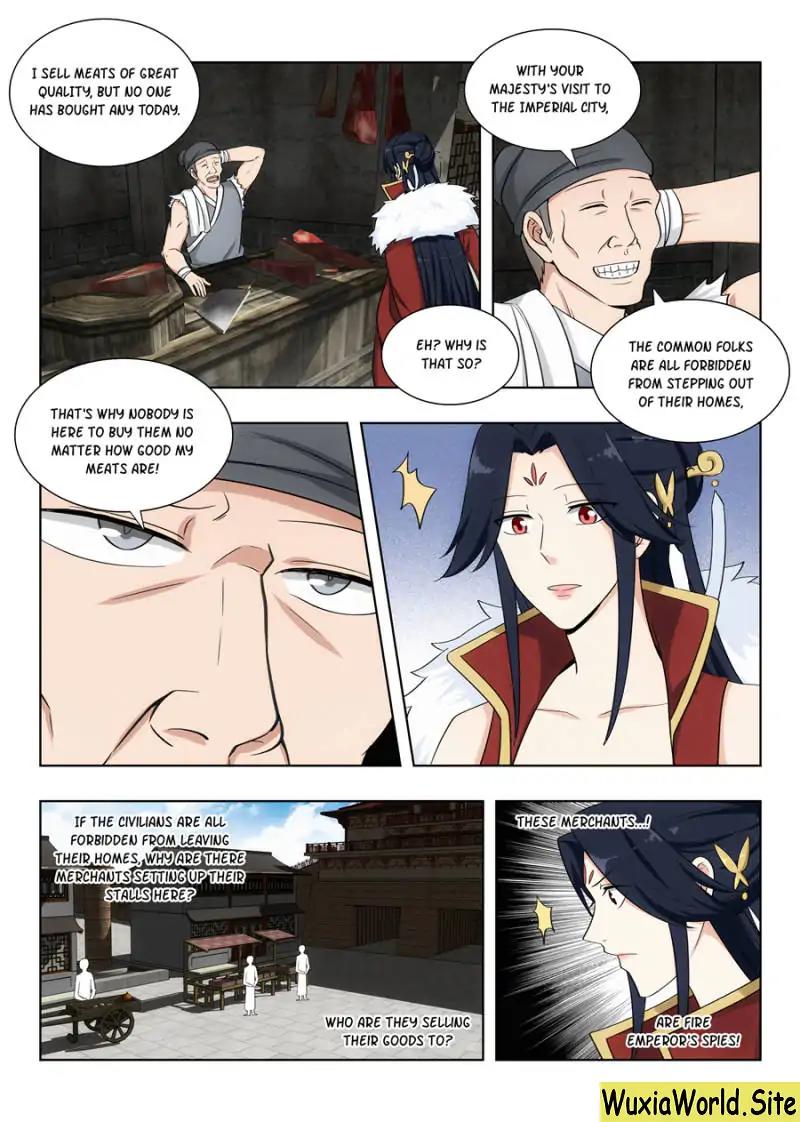 I SELL MEATS OF GREAT
QUALITY, BUT NO ONE
HAS BOUGHT ANY TODAY.
WITH YOUR
MAJESTY'S VISIT TO
THE IMPERIAL CITY,
EH? WHY IS
THAT SO?
THE COMMON FOLKS
ARE ALL FORBIDDEN
FROM STEPPING OUT
OF THEIR HOMES,
THAT'S WHY NOBODY IS
HERE TO BUY THEM NO
MATTER HOW GOOD MY
MEATS ARE!
IF THE CIVILIANS ARE ALL
FORBIDDEN FROM LEAVING
THEIR HOMES, WHY ARE THERE
MERCHANTS SETTING UP THEIR
STALLS HERE?
WHO ARE THEY SELLING
THEIR GOODS TO?
THESE MERCHANTS...!
ARE FIRE
EMPEROR'S SPIES!
WuxiaWorld.Site